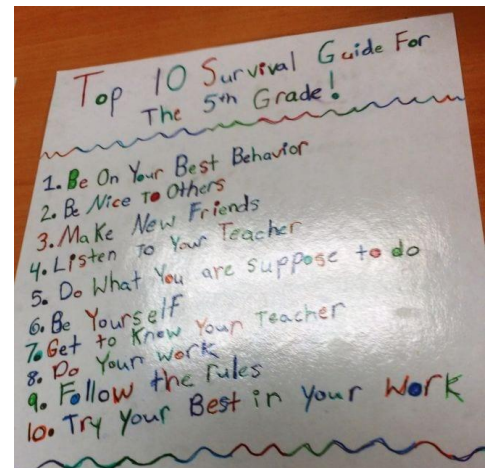 Top 10 Survival Guide For
The 5th Grade!
1. Be On Your Best Behavior
2. Be Nice To Others
3. Make New Friends
4. Listen To Your Teacher
5. Do What You are suppose to do
6. Be Yourself
7. Get to Know Your Teacher
8. Do Your Work
9. Follow the rules
10. Try Your Best in Your Work